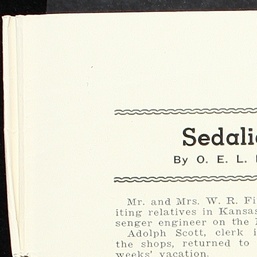 Sedali
By O. E. L.
Mr. and Mrs. W. R. Fi
iting relatives in Kansas
senger engineer on the
Adolph Scott, clerk i
the shops, returned to
weeks' vacation.